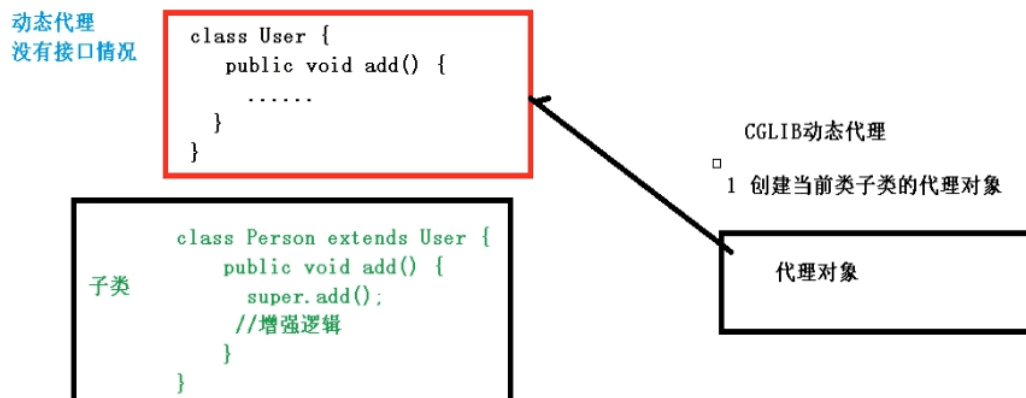 动态代理
没有接口情况
class User {
public void add() {
......
}
}
CGLIB动态代理
1 创建当前类子类的代理对象
代理对象
子类
class Person extends User {
public void add() {
super.add();
//增强逻辑
}
}